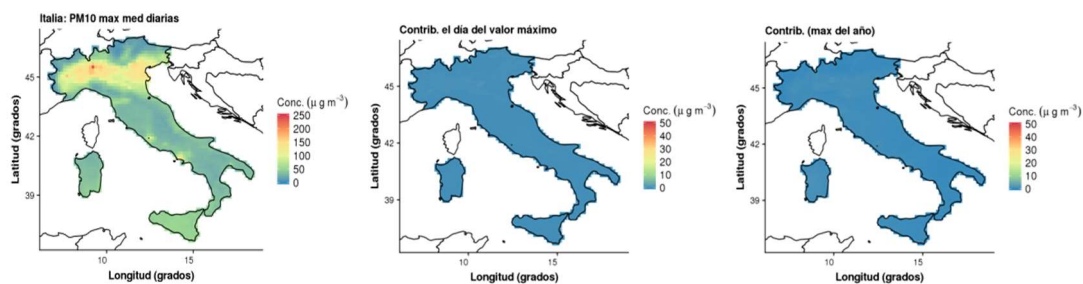 Italia: PM10 max med diarias
Latitud (grados)
45
42
39
10
15
Longitud (grados)
Conc. (μ g m⁻³)
250
200
150
100
50
0
Contrib. el día del valor máximo
Latitud (grados)
45
42
39
10
15
Longitud (grados)
Conc. (μ g m⁻³)
50
40
30
20
10
0
Contrib. (max del año)
Latitud (grados)
45
42
39
10
15
Longitud (grados)
Conc. (μ g m⁻³)
50
40
30
20
10
0